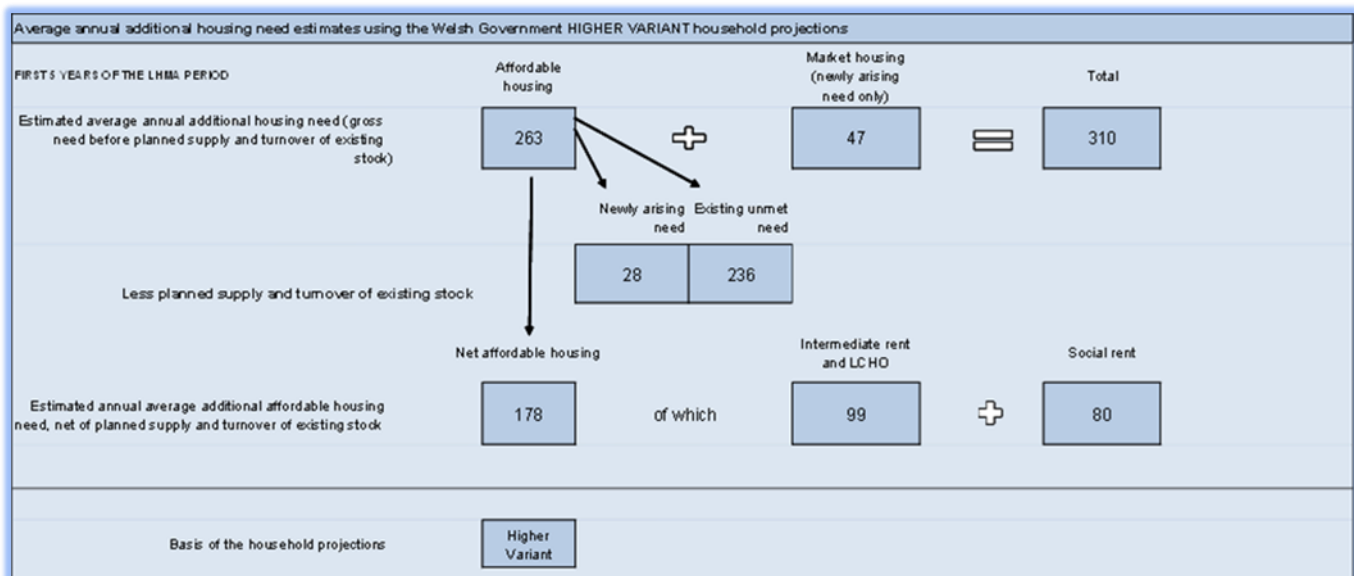 Average annual additional housing need estimates using the Welsh Government HIGHER VARIANT household projections
FIRST 5 YEARS OF THE LHMA PERIOD
Affordable
housing
Market housing
(newly arising
need only)
Total
Estimated average annual additional housing need (gross
need before planned supply and turnover of existing
stock)
263
47
310
Newly arising
need
Existing unmet
need
28
236
Less planned supply and turnover of existing stock
Net affordable housing
Intermediate rent
and LCHO
Social rent
Estimated annual average additional affordable housing
need, net of planned supply and turnover of existing stock
178
of which
99
80
Basis of the household projections
Higher
Variant